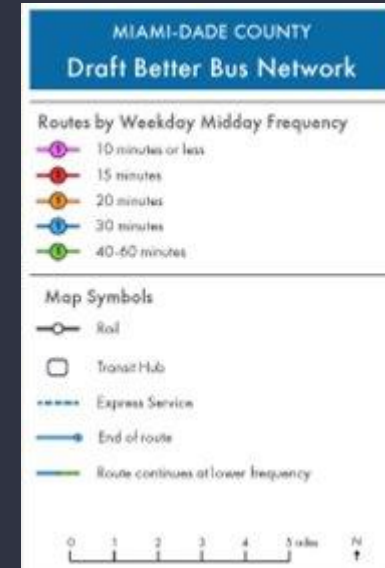 MIAMI-DADE COUNTY
Draft Better Bus Network
Routes by Weekday Midday Frequency
10 minutes or less
15 minutes
20 minutes
30 minutes
40-60 minutes
Map Symbols
Rail
Transit Hub
Express Service
End of route
Route continues at lower frequency
0 1 2 3 4 5 miles N